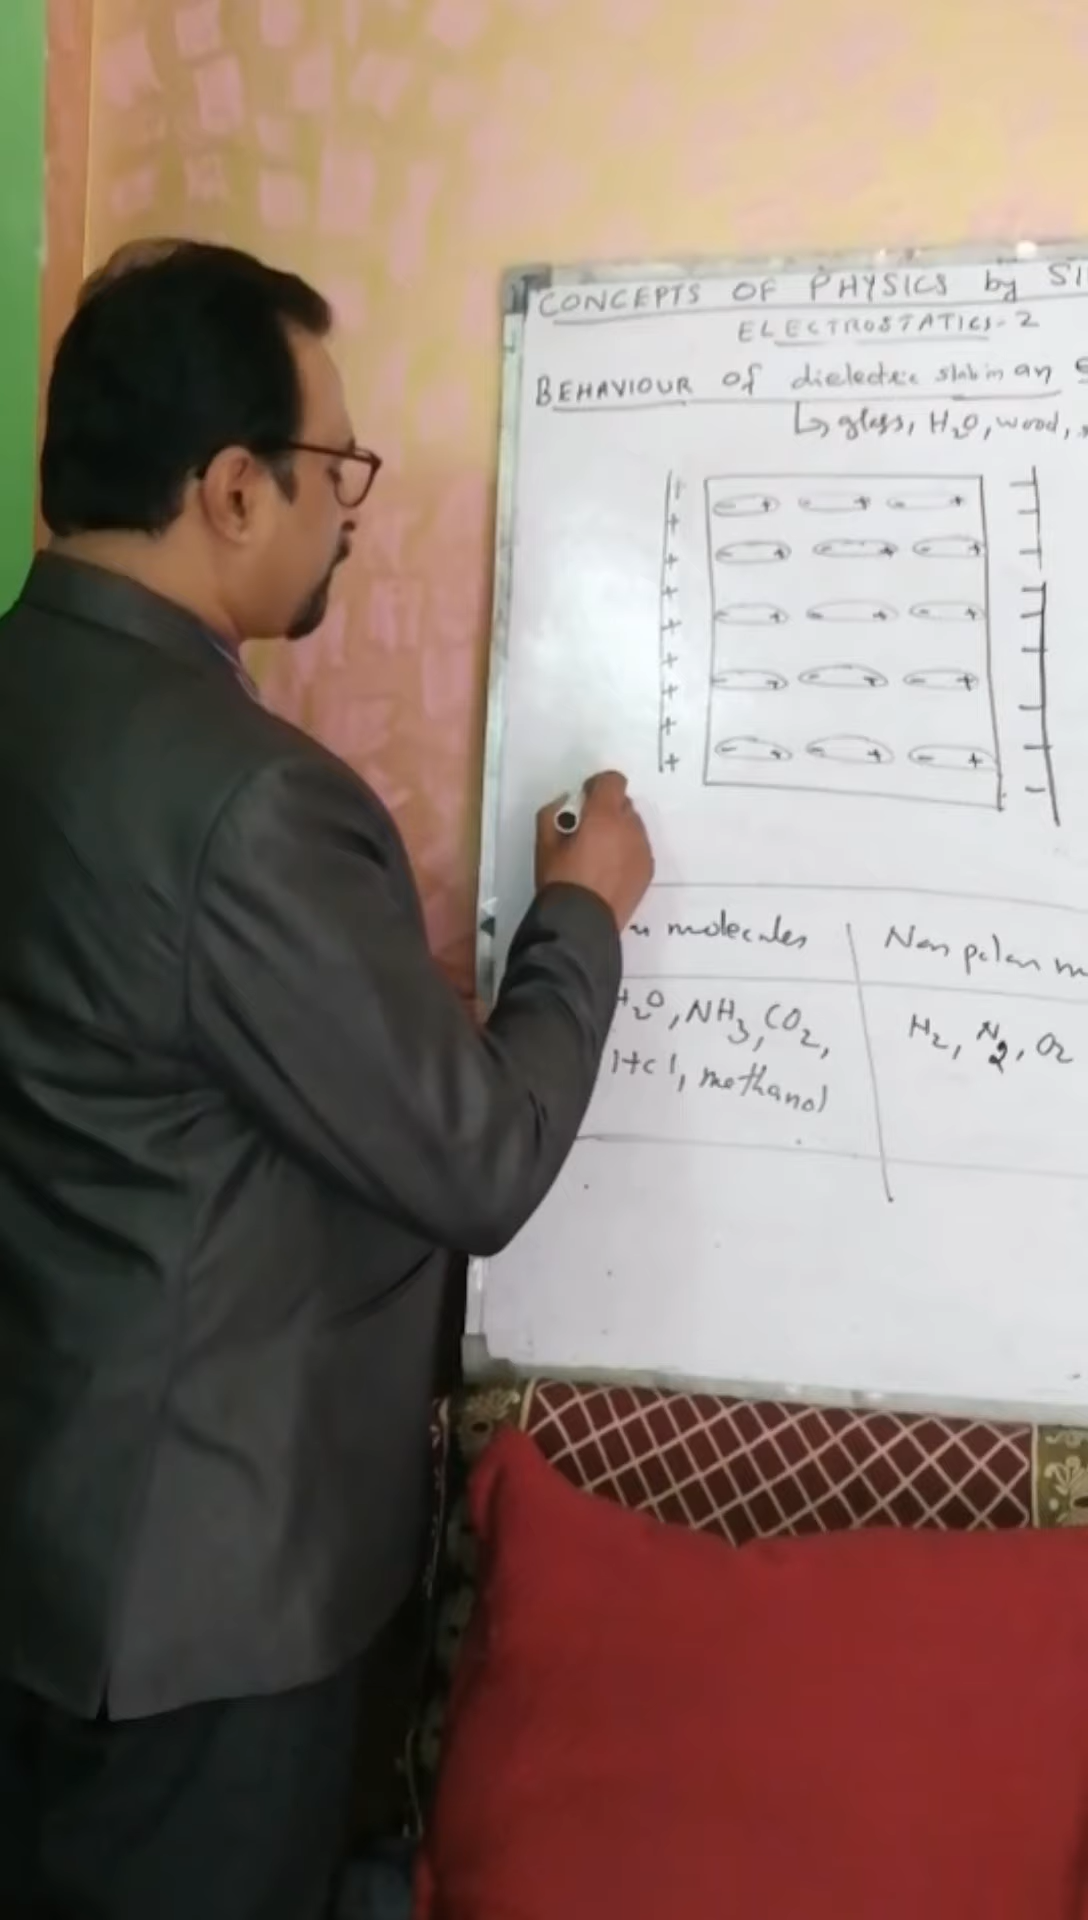 CONCEPTS OF PHYSICS by
ELECTROSTATICS-2
BEHAVIOUR of dielectric slab in an
↳ glass, H₂O, wood,
+ - + - + - + -
+ - + - + - + -
+ - + - + - + -
+ - + - + - + -
+ - + - + - + -
molecules Non polar
H₂O, NH₃, CO₂, H₂, N₂, O₂
HCl, methanol